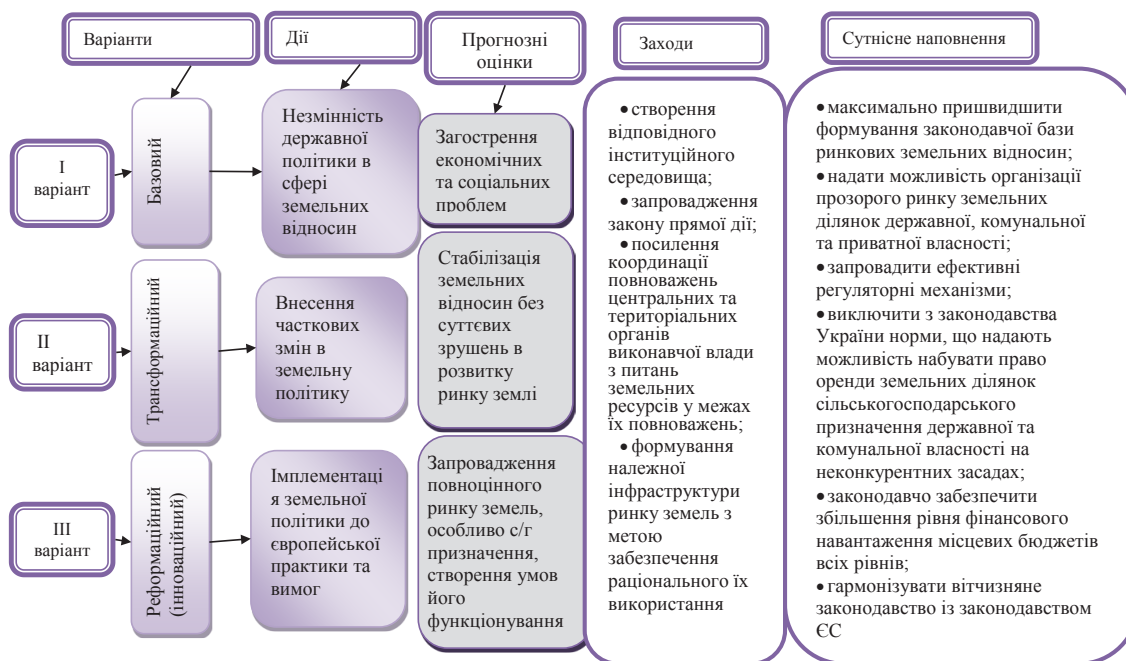 Варіанти
Дії
Прогнозні
оцінки
Заходи
Сутнісне наповнення
І
варіант
Базовий
Незмінність
державної
політики в
сфері
земельних
відносин
Загострення
економічних
та соціальних
проблем
ІІ
варіант
Трансформаційний
Внесення
часткових
змін в
земельну
політику
Стабілізація
земельних
відносин без
суттєвих
зрушень в
розвитку
ринку землі
ІІІ
варіант
Реформаційний
(інноваційний)
Імплементаці
я земельної
політики до
європейської
практики та
вимог
Запровадження
повноцінного
ринку земель,
особливо с/г
призначення,
створення умов
його
функціонування
•створення
відповідного
інституційного
середовища;
•запровадження
закону прямої дії;
•посилення
координації
повноважень
центральних та
територіальних
органів
виконавчої влади
з питань
земельних
ресурсів у межах
їх повноважень;
•формування
належної
інфраструктури
ринку земель з
метою
забезпечення
раціонального їх
використання
•максимально пришвидшити
формування законодавчої бази
ринкових земельних відносин;
•надати можливість організації
прозорого ринку земельних
ділянок державної, комунальної
та приватної власності;
•запровадити ефективні
регуляторні механізми;
•виключити з законодавства
України норми, що надають
можливість набувати право
оренди земельних ділянок
сільськогосподарського
призначення державної та
комунальної власності на
неконкурентних засадах;
•законодавчо забезпечити
збільшення рівня фінансового
навантаження місцевих бюджетів
всіх рівнів;
•гармонізувати вітчизняне
законодавство із законодавством
ЄС